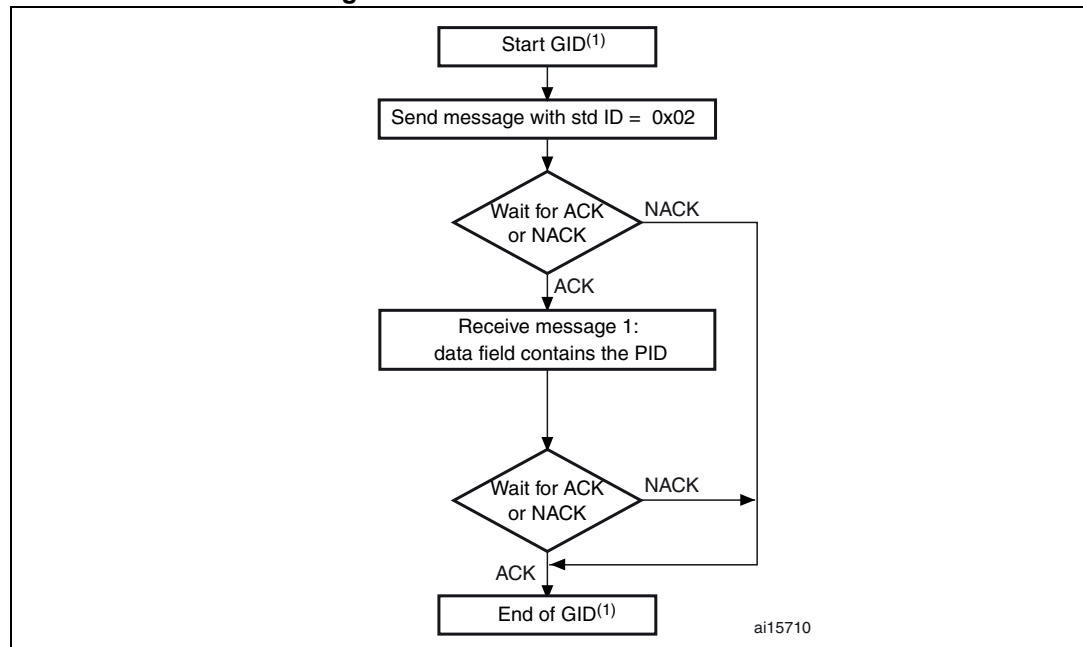 Start GID(1)
Send message with std ID = 0x02
Wait for ACK
or NACK
NACK
ACK
Receive message 1:
data field contains the PID
Wait for ACK
or NACK
NACK
ACK
End of GID(1)
ai15710